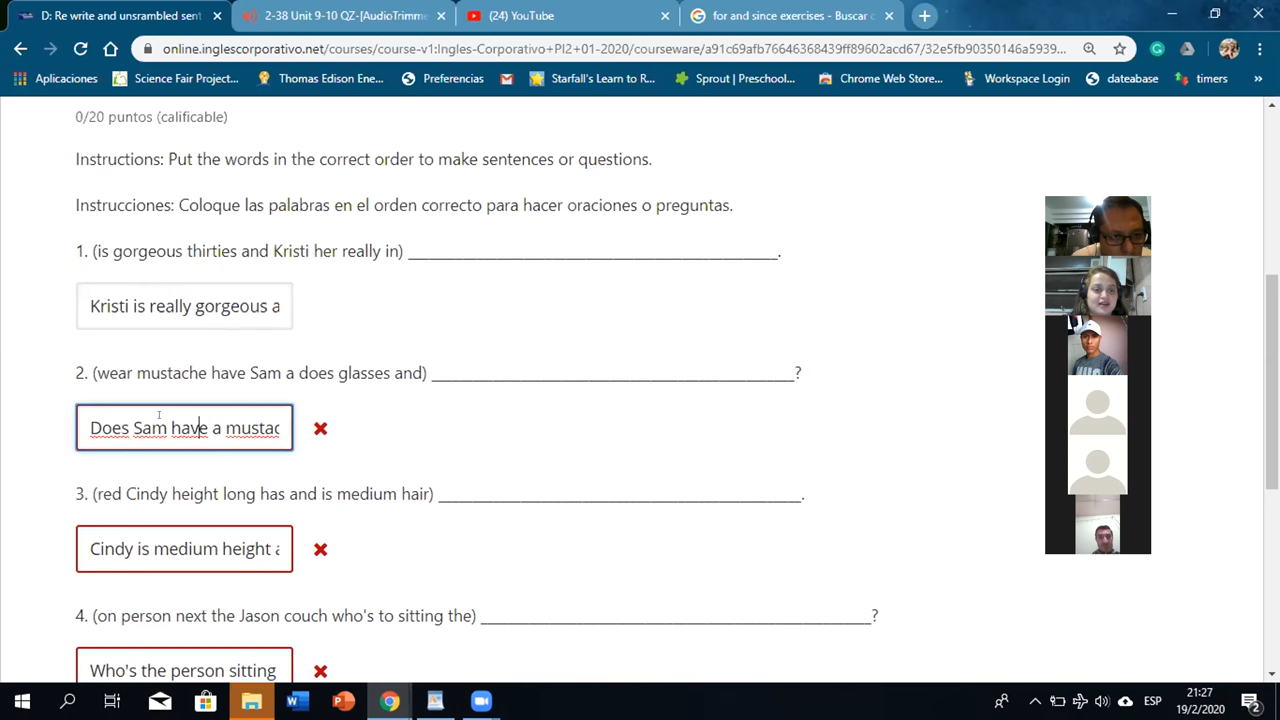 D: Re write and unsrambled sent
2-38 Unit 9-10 QZ-[AudioTrimme
(24) YouTube
for and since exercises - Buscar c
online.inglescorporativo.net/courses/course-v1:Ingles-Corporativo+PI2+01-2020/courseware/a91c69afb76646368439ff89602acd67/32e5fb90350146a5939...
Aplicaciones
Science Fair Project...
Thomas Edison Ene...
Preferencias
Starfall's Learn to R...
Sprout | Preschool...
Chrome Web Store...
Workspace Login
dateabase
timers
»
0/20 puntos (calificable)
Instructions: Put the words in the correct order to make sentences or questions.
Instrucciones: Coloque las palabras en el orden correcto para hacer oraciones o preguntas.
1. (is gorgeous thirties and Kristi her really in) ________________________________________.
Kristi is really gorgeous a
2. (wear mustache have Sam a does glasses and) ________________________________________?
Does Sam have a mustac
3. (red Cindy height long has and is medium hair) ________________________________________.
Cindy is medium height a
4. (on person next the Jason couch who's to sitting the) ___________________________________________?
Who's the person sitting
ESP
21:27
19/2/2020
2